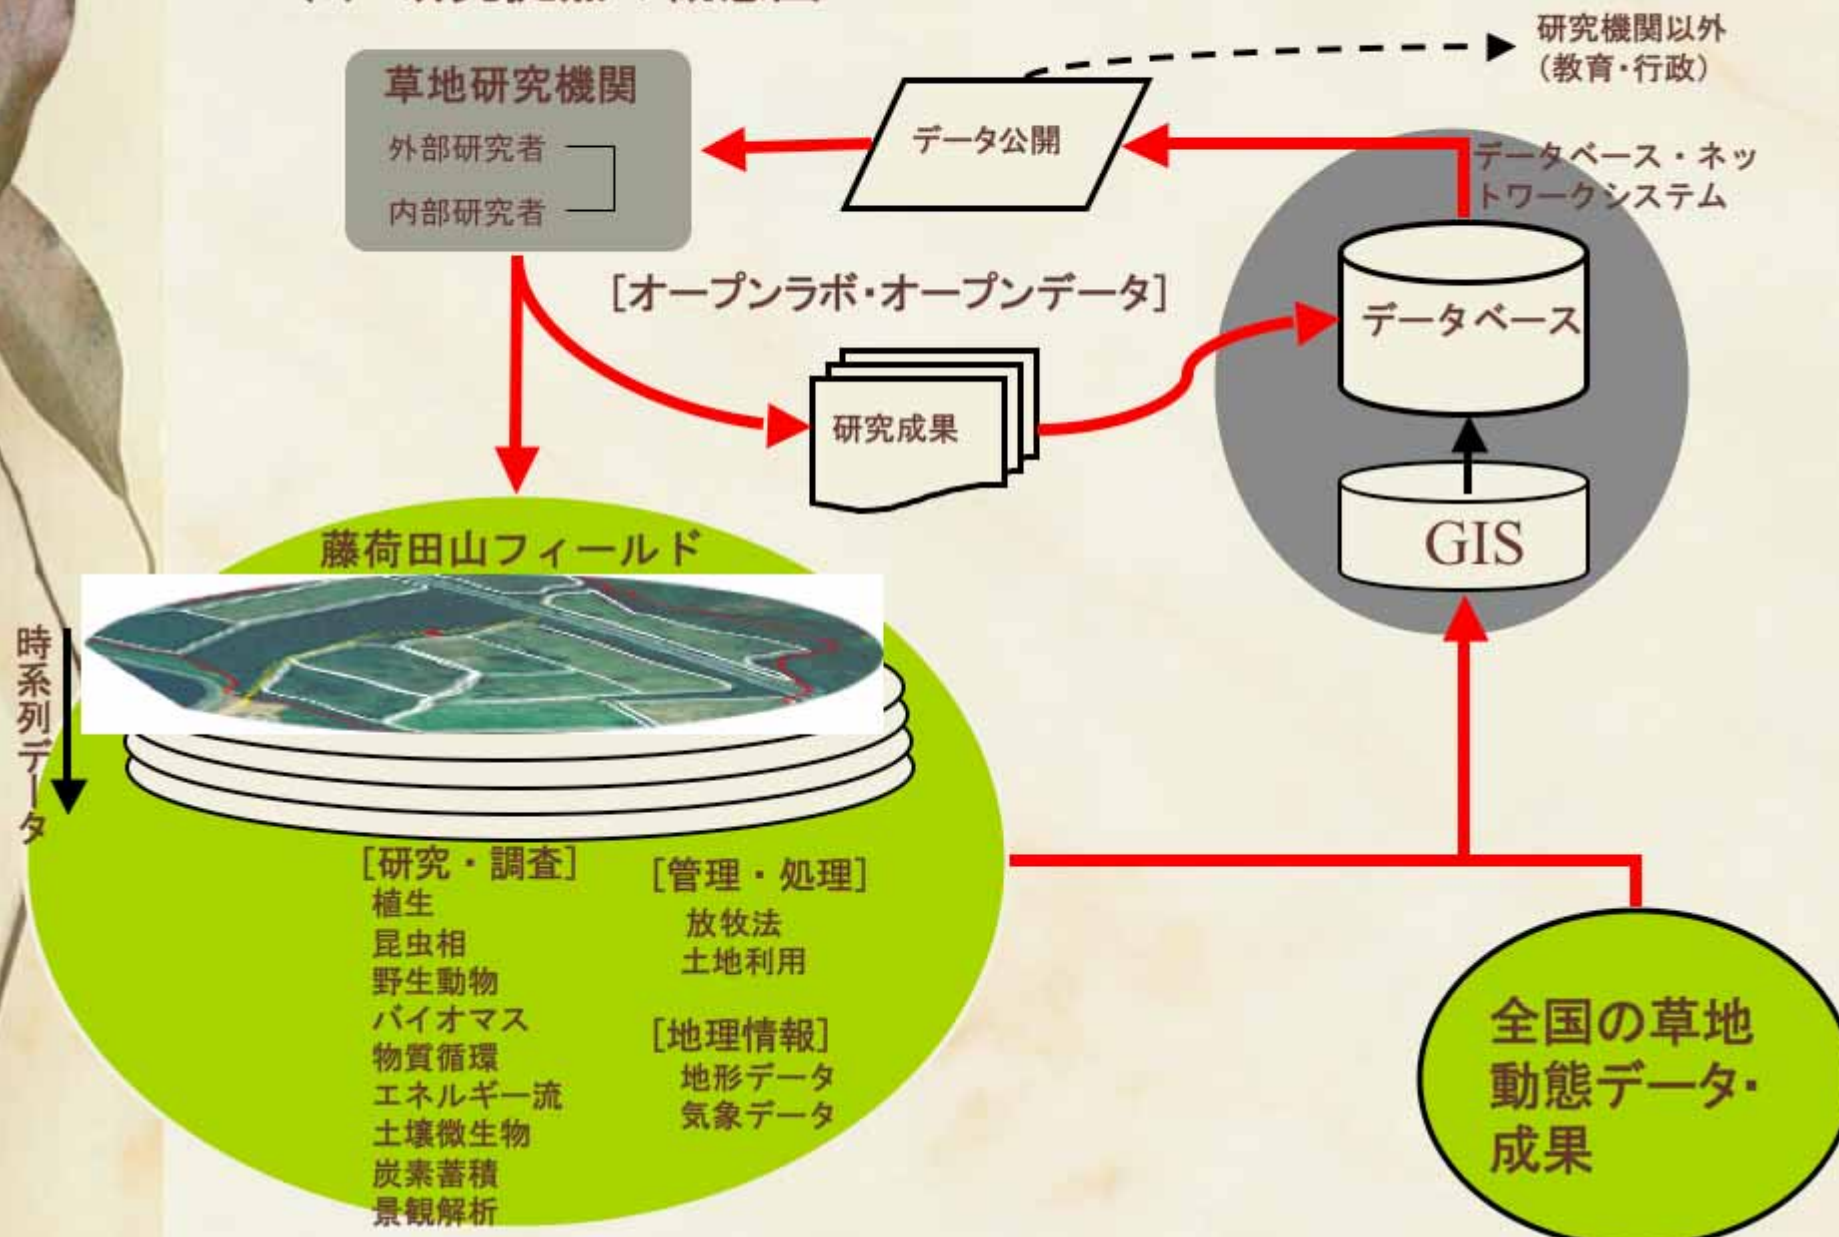 研究機関以外
(教育・行政)
草地研究機関
外部研究者
内部研究者
データ公開
データベース・ネッ
トワークシステム
[オープンラボ・オープンデータ]
データベース
研究成果
GIS
藤荷田山フィールド
時系列データ
[研究・調査]
植生
昆虫相
野生動物
バイオマス
物質循環
エネルギー流
土壌微生物
炭素蓄積
景観解析
[管理・処理]
放牧法
土地利用
[地理情報]
地形データ
気象データ
全国の草地
動態データ・
成果